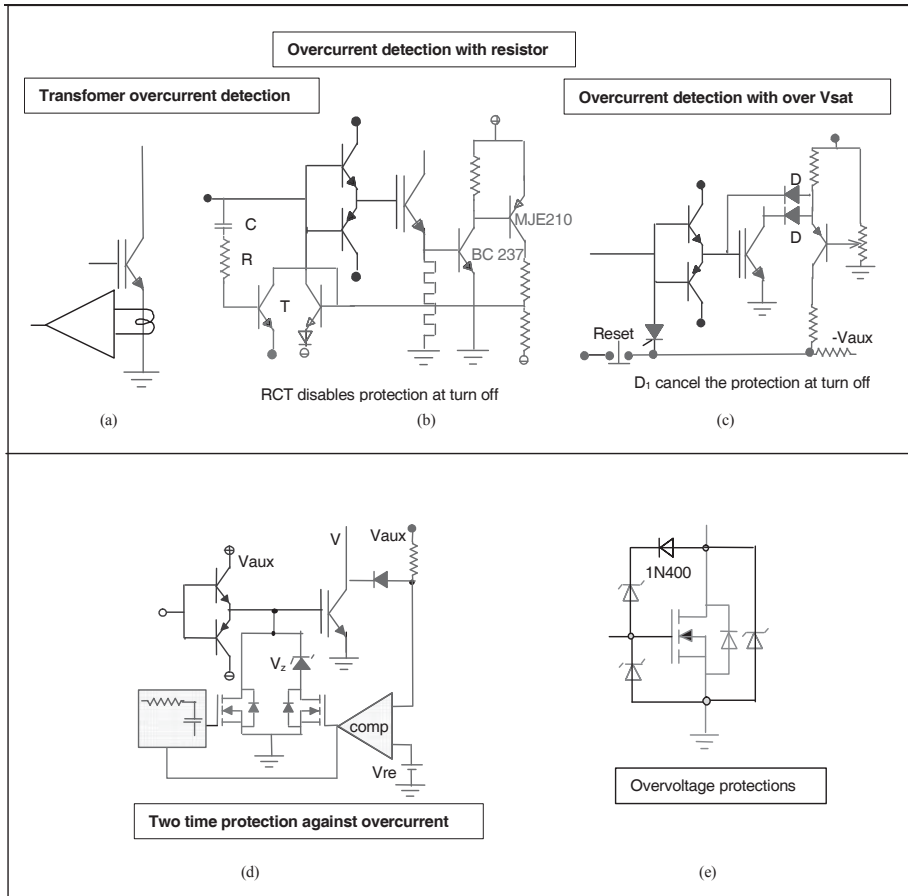 Overcurrent detection with resistor
Transfomer overcurrent detection
Overcurrent detection with over Vsat
C
R
T
BC 237
MJE210
D
D
Reset
-Vaux
RCT disables protection at turn off
D₁ cancel the protection at turn off
(a)
(b)
(c)
Vaux
V
Vaux
Vz
comp
Vre
1N400
Two time protection against overcurrent
Overvoltage protections
(d)
(e)